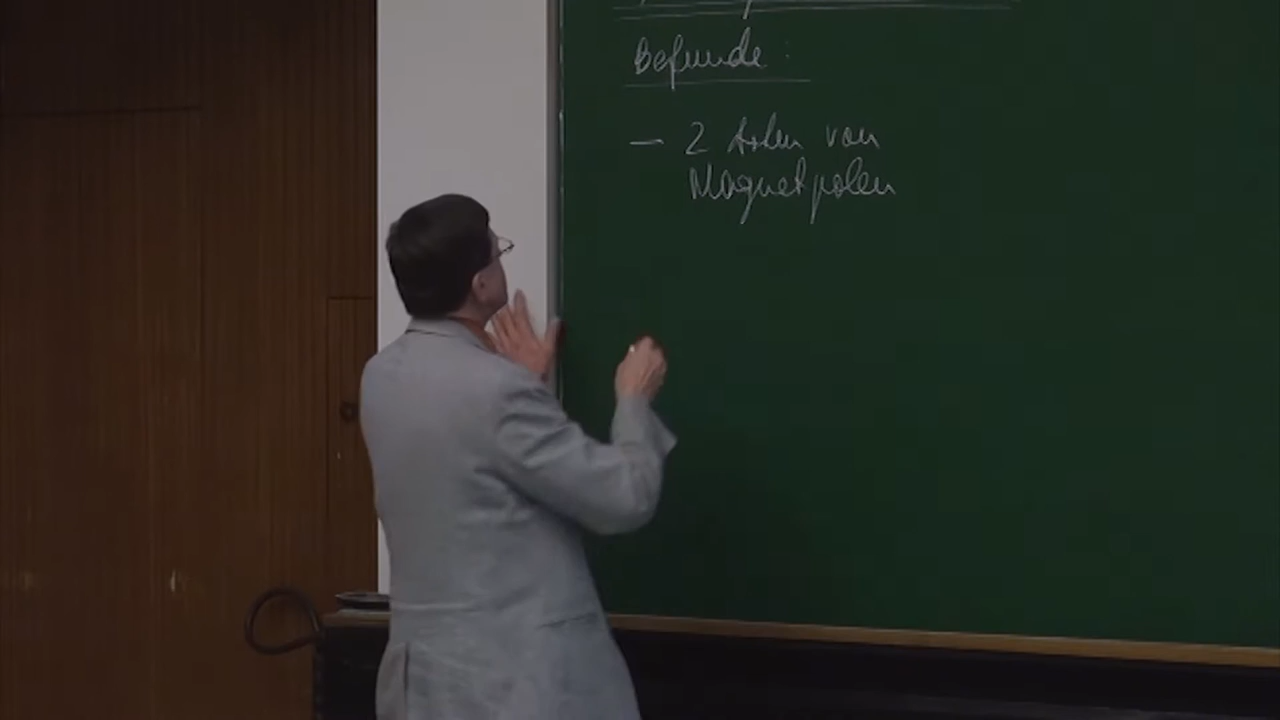 Befunde:
— 2 Arten von
Magnetpolen